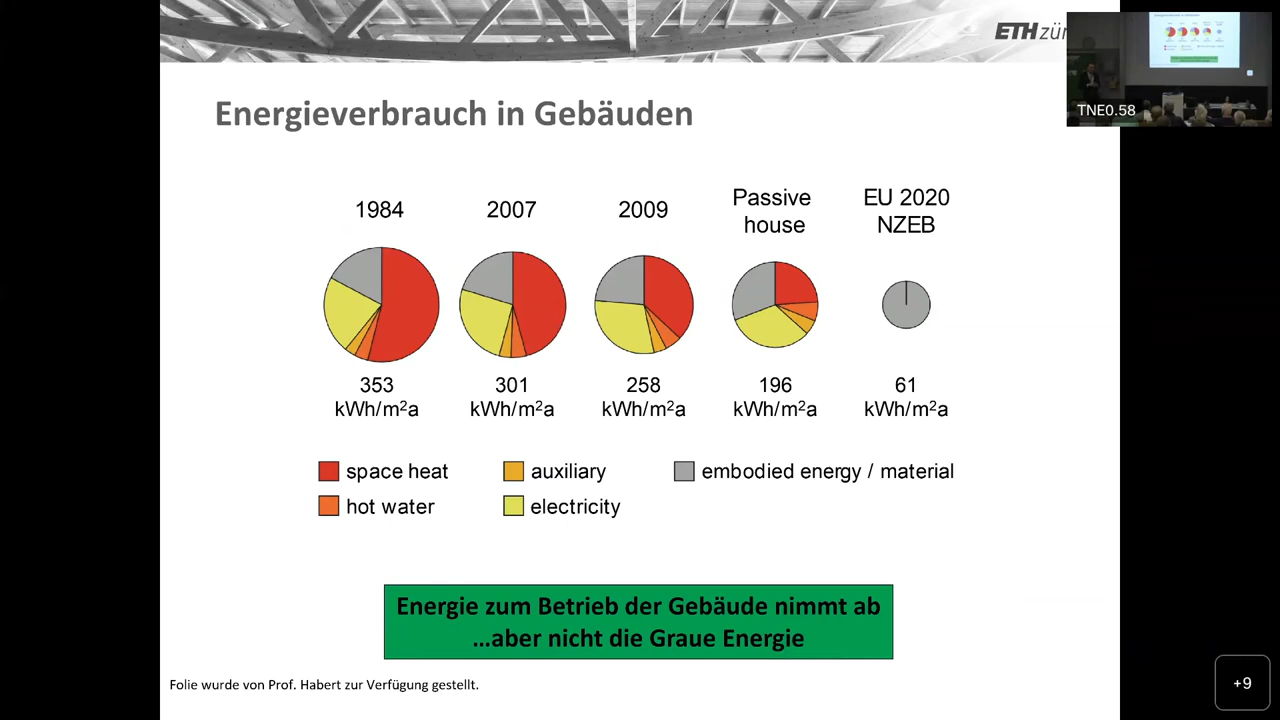 ETH zür
TNE0.58
Energieverbrauch in Gebäuden
1984
2007
2009
Passive
house
EU 2020
NZEB
353
kWh/m²a
301
kWh/m²a
258
kWh/m²a
196
kWh/m²a
61
kWh/m²a
space heat
auxiliary
embodied energy / material
hot water
electricity
Energie zum Betrieb der Gebäude nimmt ab
...aber nicht die Graue Energie
Folie wurde von Prof. Habert zur Verfügung gestellt.
+9